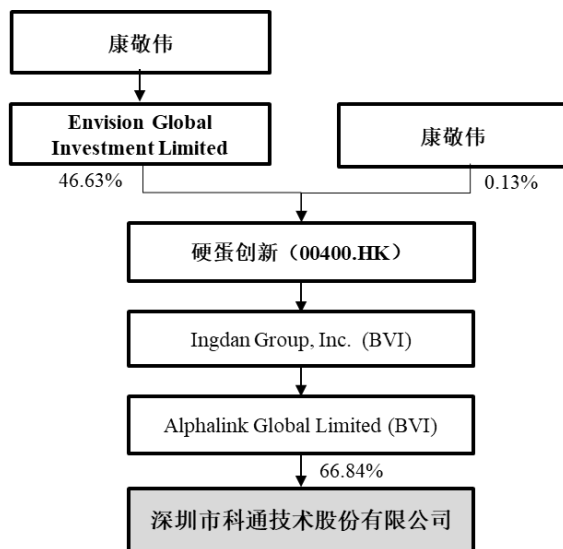 康敬伟
Envision Global
Investment Limited
康敬伟
46.63%
0.13%
硬蛋创新（00400.HK）
Ingdan Group, Inc. (BVI)
Alphalink Global Limited (BVI)
66.84%
深圳市科通技术股份有限公司